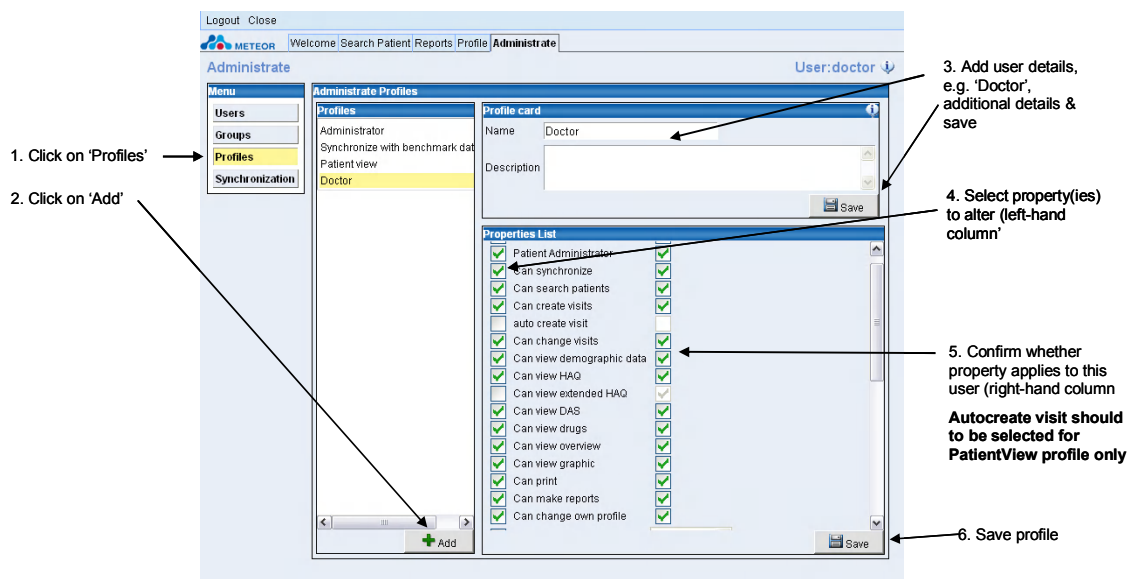 Logout Close
METEOR Welcome Search Patient Reports Profile Administrate
Administrate
User:doctor
Menu
Users
Groups
Profiles
Synchronization
Administrate Profiles
Profiles
Administrator
Synchronize with benchmark dat
Patient view
Doctor
Add
Profile card
Name Doctor
Description
Save
Properties List
Patient Administrator
Can synchronize
Can search patients
Can create visits
auto create visit
Can change visits
Can view demographic data
Can view HAQ
Can view extended HAQ
Can view DAS
Can view drugs
Can view overview
Can view graphic
Can print
Can make reports
Can change own profile
Save
1. Click on ‘Profiles’
2. Click on ‘Add’
3. Add user details,
e.g. ‘Doctor’,
additional details &
save
4. Select property(ies)
to alter (left-hand
column’
5. Confirm whether
property applies to this
user (right-hand column
Autocreate visit should
to be selected for
PatientView profile only
6. Save profile